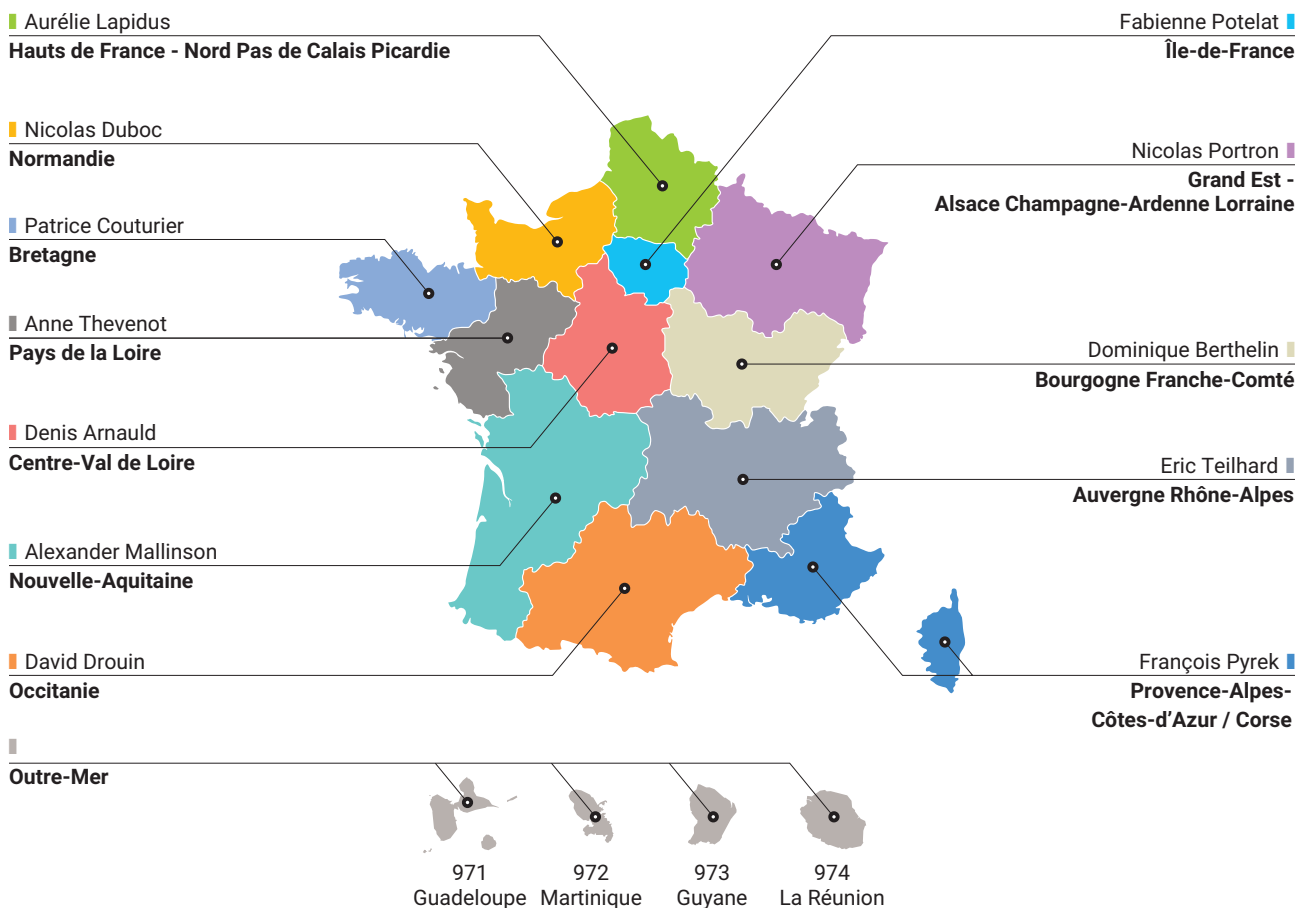 Aurélie Lapidus
Hauts de France - Nord Pas de Calais Picardie
Nicolas Duboc
Normandie
Patrice Couturier
Bretagne
Anne Thevenot
Pays de la Loire
Denis Arnauld
Centre-Val de Loire
Alexander Mallinson
Nouvelle-Aquitaine
David Drouin
Occitanie
Outre-Mer
Fabienne Potelat
Île-de-France
Nicolas Portron
Grand Est -
Alsace Champagne-Ardenne Lorraine
Dominique Berthelin
Bourgogne Franche-Comté
Eric Teilhard
Auvergne Rhône-Alpes
François Pyrek
Provence-Alpes-
Côtes-d’Azur / Corse
971
Guadeloupe
972
Martinique
973
Guyane
974
La Réunion